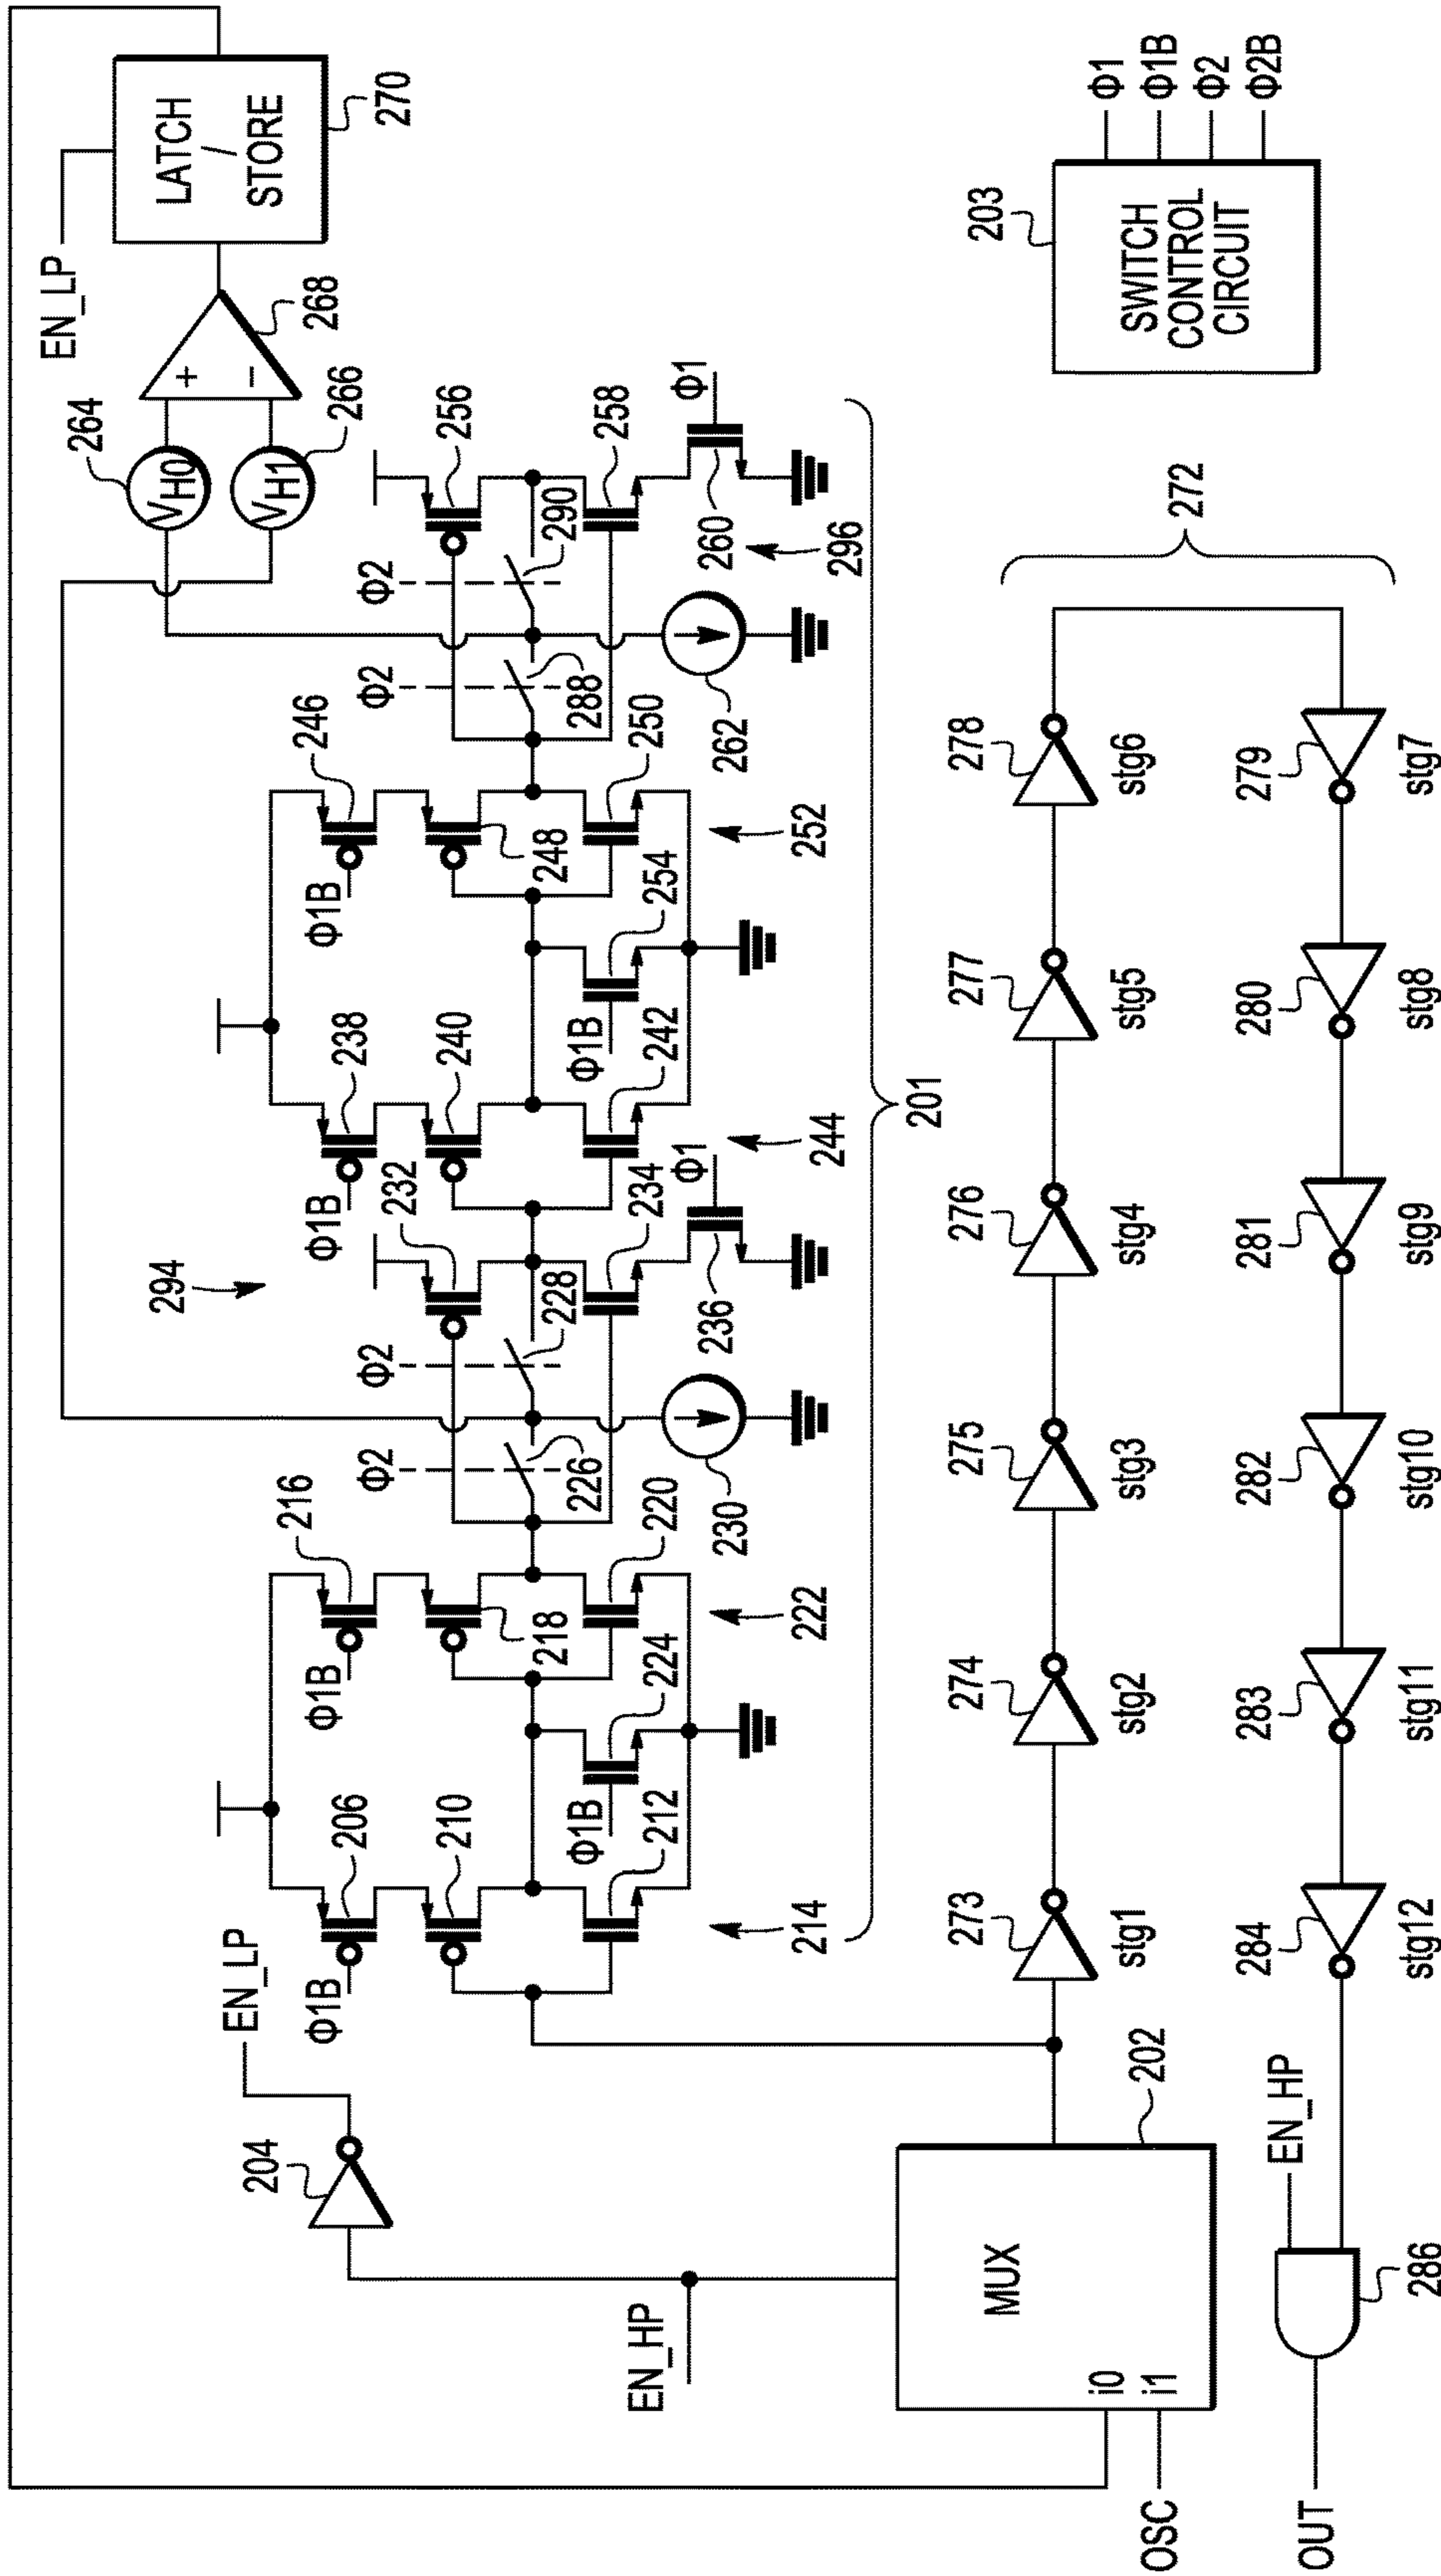 EN_LP
LATCH
/
STORE
270
264
VH0
VH1
266
+
−
268
Φ2
290
256
258
Φ1
260
296
Φ2
288
262
246
Φ1B
248
250
252
254
Φ1B
238
Φ1B
240
242
244
201
294
232
234
Φ1
236
Φ2
228
Φ2
226
230
216
Φ1B
218
220
222
224
Φ1B
206
Φ1B
210
212
214
EN_LP
204
EN_HP
MUX
i0
i1
202
OSC
203
SWITCH
CONTROL
CIRCUIT
Φ1
Φ1B
Φ2
Φ2B
272
273
stg1
274
stg2
275
stg3
276
stg4
277
stg5
278
stg6
279
stg7
280
stg8
281
stg9
282
stg10
283
stg11
284
stg12
EN_HP
286
OUT